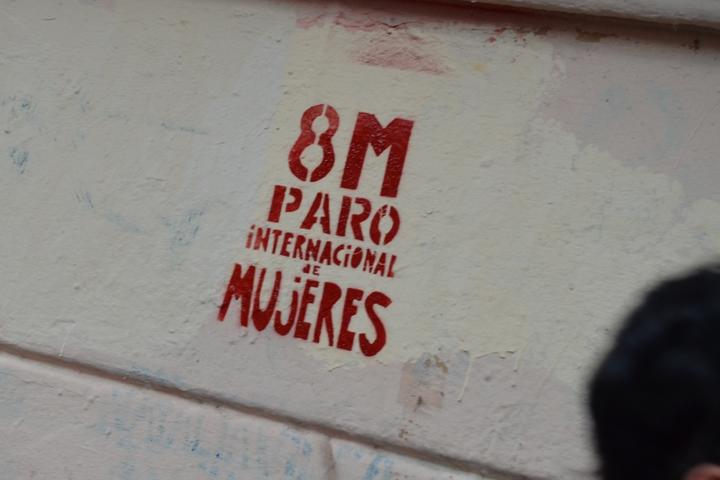 8M
PARO
iNTERNACiONAL
DE
MUjERES